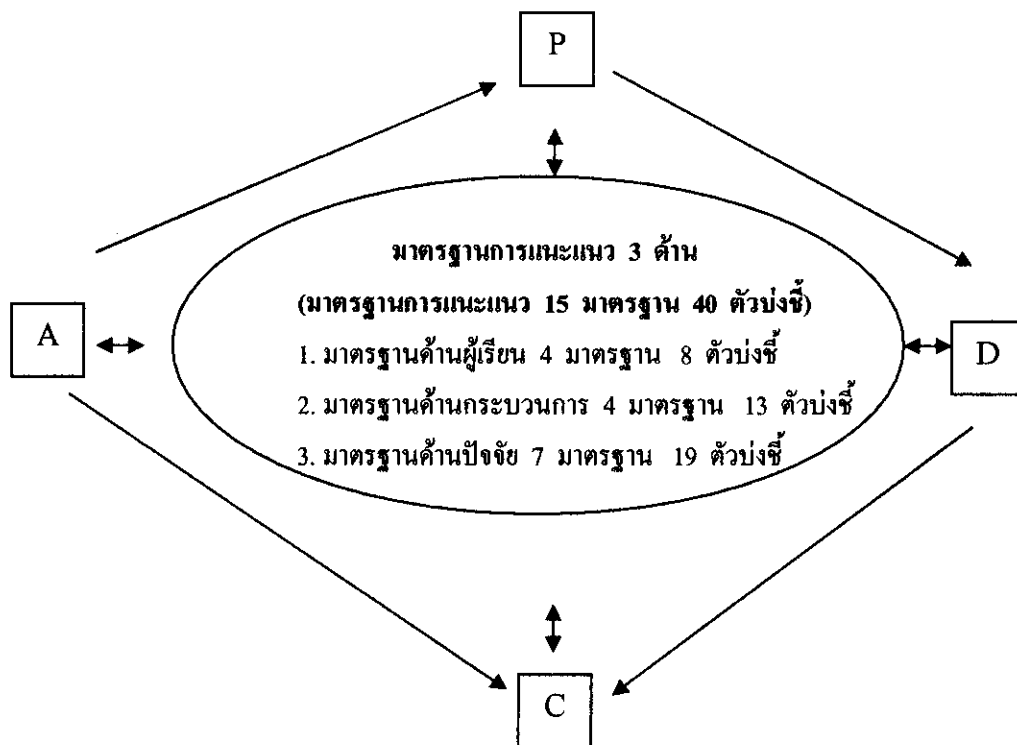 P
มาตรฐานการแนะแนว 3 ด้าน
(มาตรฐานการแนะแนว 15 มาตรฐาน 40 ตัวบ่งชี้)
A
D
1. มาตรฐานด้านผู้เรียน 4 มาตรฐาน 8 ตัวบ่งชี้
2. มาตรฐานด้านกระบวนการ 4 มาตรฐาน 13 ตัวบ่งชี้
3. มาตรฐานด้านปัจจัย 7 มาตรฐาน 19 ตัวบ่งชี้
C